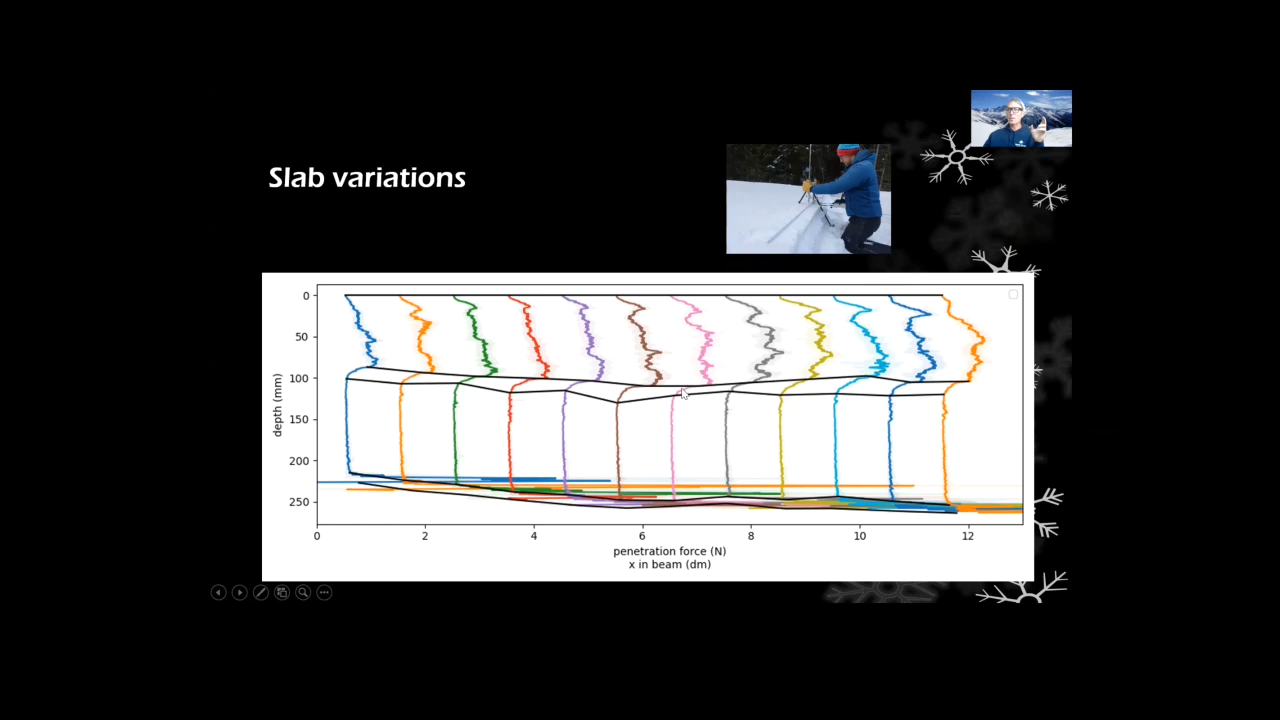 Slab variations
0
50
100
150
200
250
depth (mm)
0 2 4 6 8 10 12
penetration force (N)
x in beam (dm)